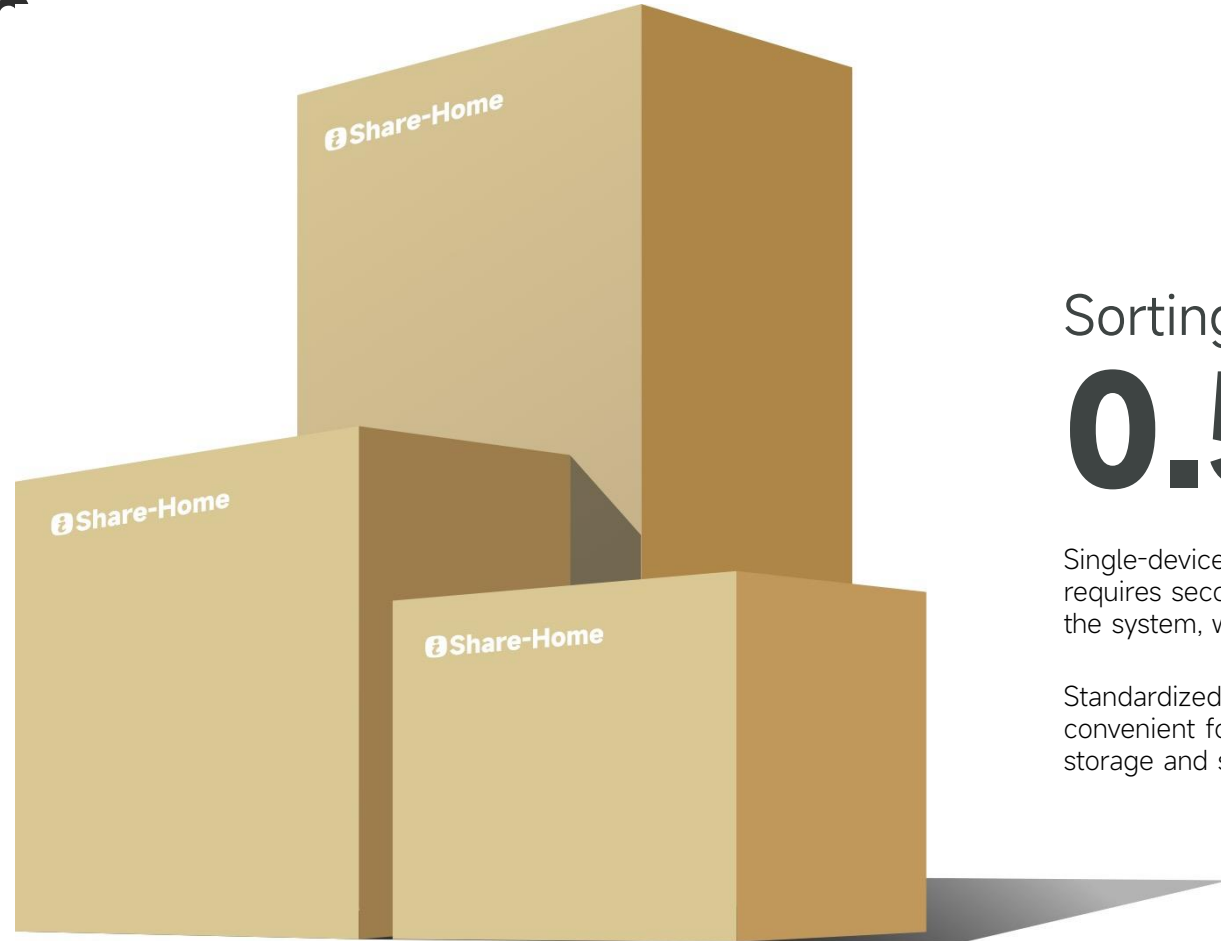 Share-Home
Share-Home
Share-Home
Sorting
0.5
Single-device
requires seco
the system, w
Standardized
convenient fo
storage and s